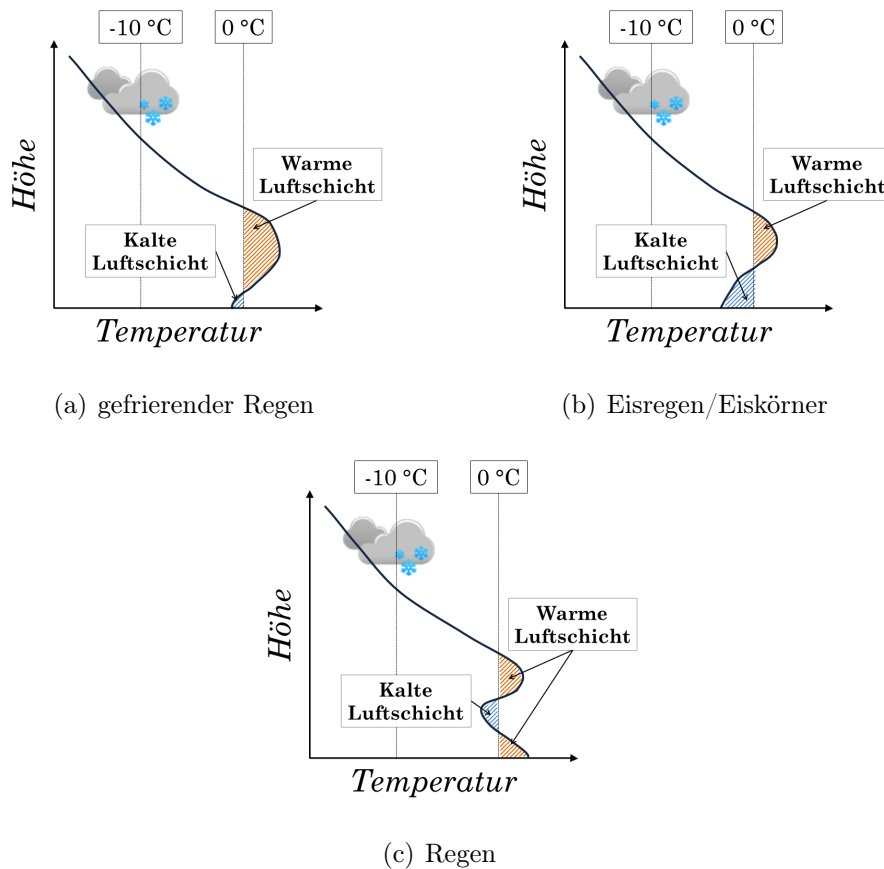 -10 °C
0 °C
Höhe
Warme
Luftschicht
Kalte
Luftschicht
Temperatur
(a) gefrierender Regen
-10 °C
0 °C
Höhe
Warme
Luftschicht
Kalte
Luftschicht
Temperatur
(b) Eisregen/Eiskörner
-10 °C
0 °C
Höhe
Warme
Luftschicht
Kalte
Luftschicht
Temperatur
(c) Regen